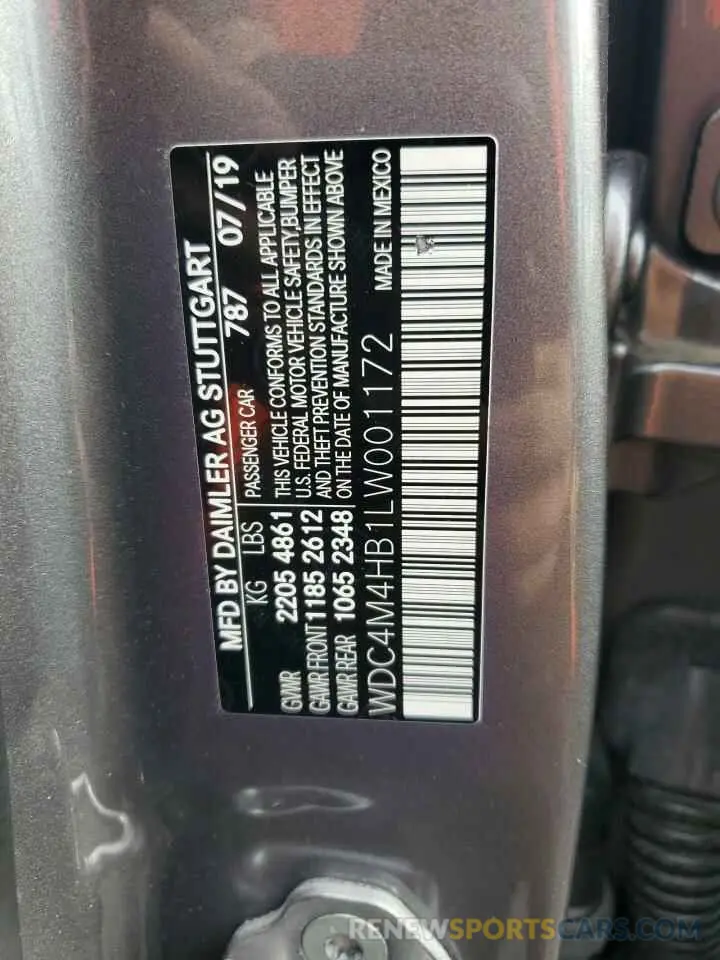 MFD BY DAIMLER AG STUTTGART
787 07/19
KG LBS PASSENGER CAR
GVWR 2205 4861 THIS VEHICLE CONFORMS TO ALL APPLICABLE
U.S. FEDERAL MOTOR VEHICLE SAFETY,BUMPER
GAWR FRONT 1185 2612 AND THEFT PREVENTION STANDARDS IN EFFECT
GAWR REAR 1065 2348 ON THE DATE OF MANUFACTURE SHOWN ABOVE
WDC4M4HB1LW001172 MADE IN MEXICO
RENEWSPORTSCARS.COM